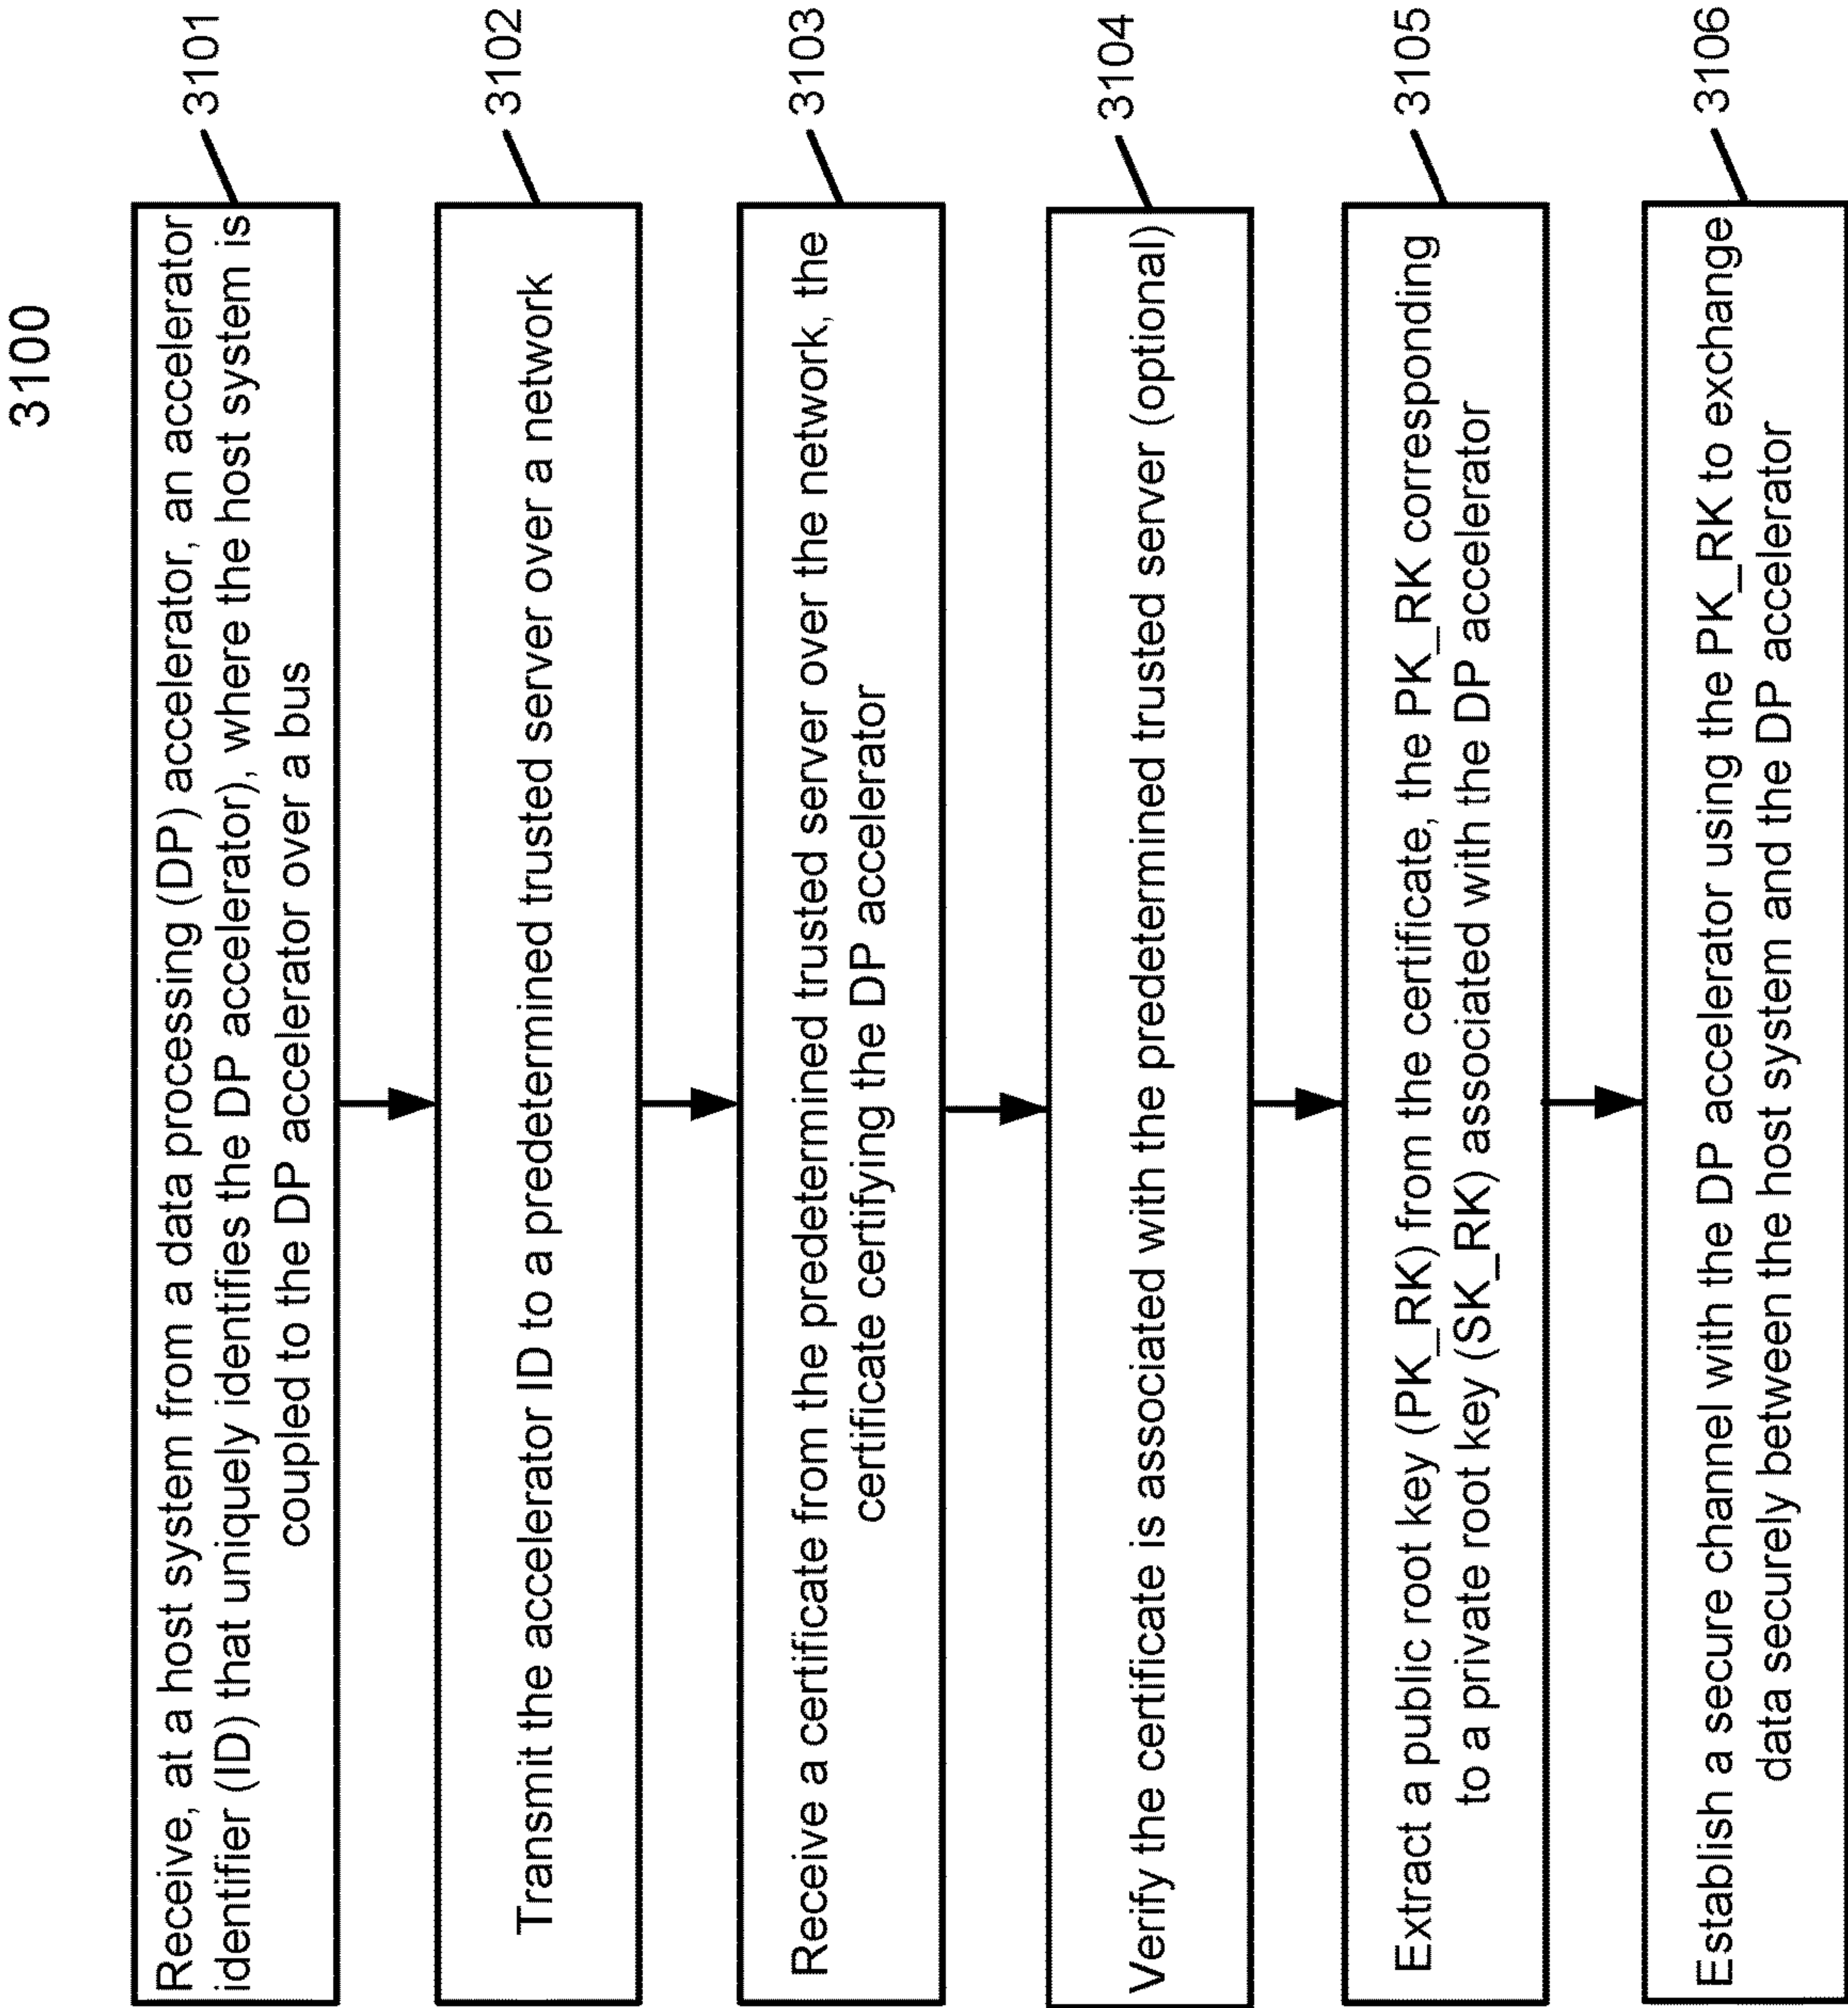 3100
Receive, at a host system from a data processing (DP) accelerator, an accelerator
identifier (ID) that uniquely identifies the DP accelerator), where the host system is
coupled to the DP accelerator over a bus
3101
Transmit the accelerator ID to a predetermined trusted server over a network
3102
Receive a certificate from the predetermined trusted server over the network, the
certificate certifying the DP accelerator
3103
Verify the certificate is associated with the predetermined trusted server (optional)
3104
Extract a public root key (PK_RK) from the certificate, the PK_RK corresponding
to a private root key (SK_RK) associated with the DP accelerator
3105
Establish a secure channel with the DP accelerator using the PK_RK to exchange
data securely between the host system and the DP accelerator
3106